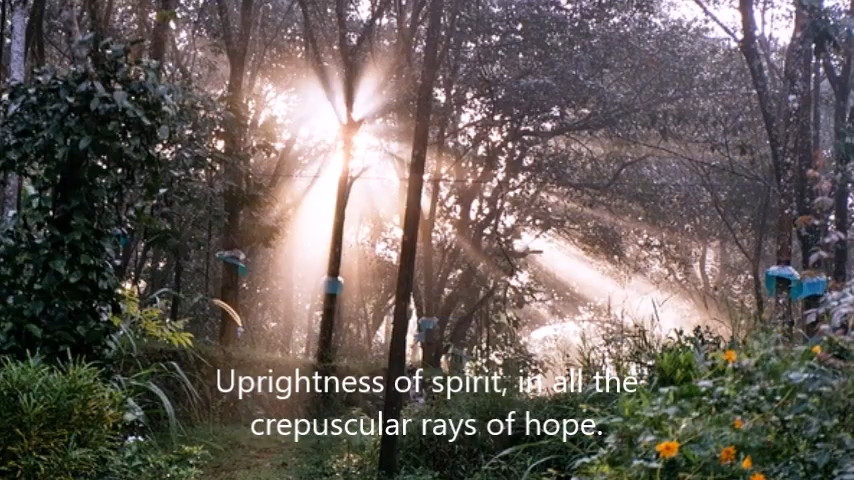 Uprightness of spirit, in all the
crepuscular rays of hope.